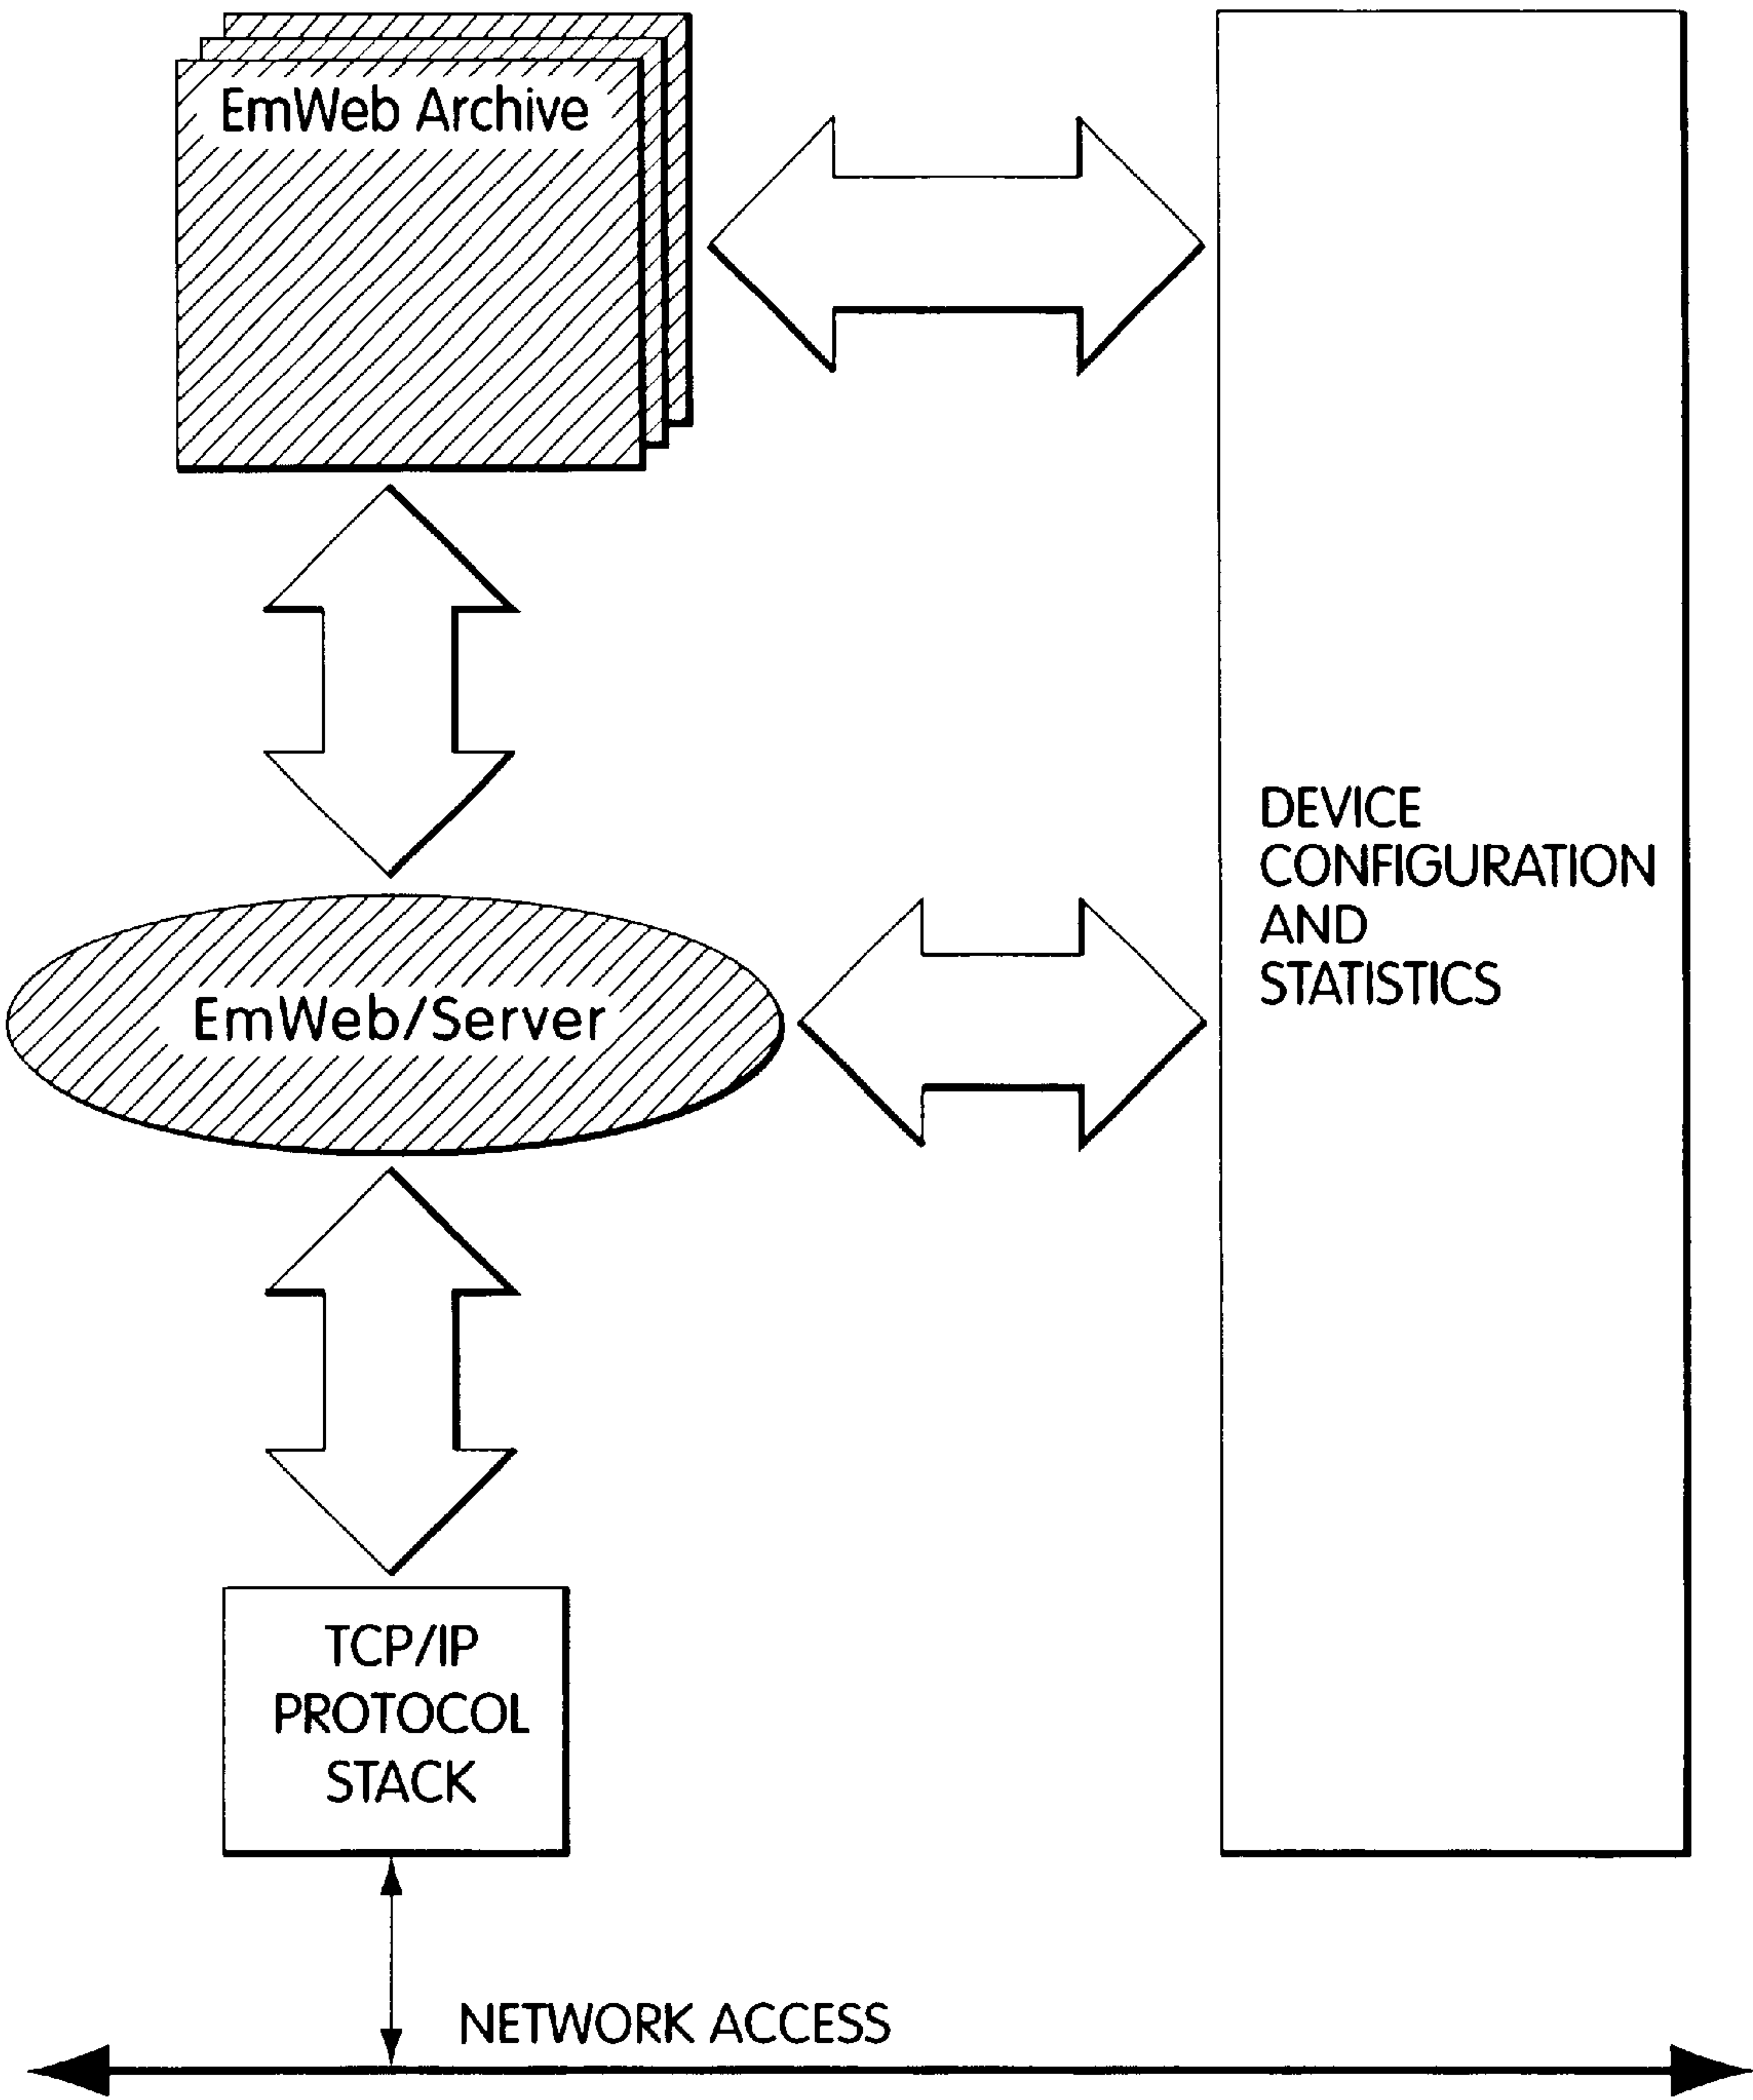 EmWeb Archive
DEVICE
CONFIGURATION
AND
STATISTICS
EmWeb/Server
TCP/IP
PROTOCOL
STACK
NETWORK ACCESS